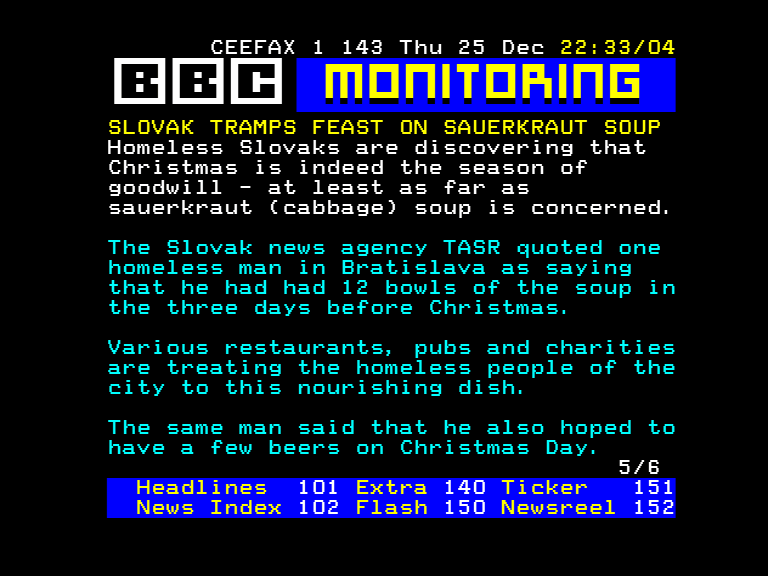 CEEFAX 1 143 Thu 25 Dec 22:33/04
BBC MONITORING
SLOVAK TRAMPS FEAST ON SAUERKRAUT SOUP
Homeless Slovaks are discovering that
Christmas is indeed the season of
goodwill - at least as far as
sauerkraut (cabbage) soup is concerned.
The Slovak news agency TASR quoted one
homeless man in Bratislava as saying
that he had had 12 bowls of the soup in
the three days before Christmas.
Various restaurants, pubs and charities
are treating the homeless people of the
city to this nourishing dish.
The same man said that he also hoped to
have a few beers on Christmas Day.
5/6
Headlines 101 Extra 140 Ticker 151
News Index 102 Flash 150 Newsreel 152